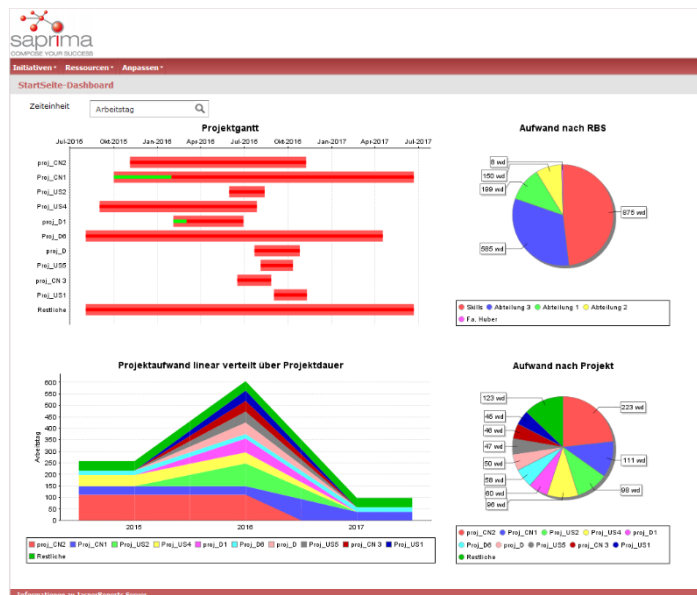 saprima
COMPOSE YOUR SUCCESS
Initiativen Ressourcen Anpassen
StartSeite-Dashboard
Zeiteinheit Arbeitstag
Projektgantt
Jul-2015 Okt-2015 Jan-2016 Apr-2016 Jul-2016 Okt-2016 Jan-2017 Apr-2017 Jul-2017
proj_CN2
Proj_CN1
Proj_US2
Proj_US4
proj_D1
Proj_D6
proj_D
Proj_US5
proj_CN 3
Proj_US1
Restliche
Aufwand nach RBS
6 wd
150 wd
199 wd
585 wd
875 wd
Skills Abteilung 3 Abteilung 1 Abteilung 2
Fa. Huber
Projektaufwand linear verteilt über Projektdauer
Arbeitstag
600
550
500
450
400
350
300
250
200
150
100
50
0
2015 2016 2017
proj_CN2 Proj_CN1 Proj_US2 Proj_US4 proj_D1 Proj_D6 proj_D Proj_US5 proj_CN 3 Proj_US1
Restliche
Aufwand nach Projekt
123 wd
46 wd
46 wd
47 wd
50 wd
58 wd
60 wd
96 wd
98 wd
111 wd
223 wd
proj_CN2 Proj_CN1 Proj_US2 Proj_US4 proj_D1
Proj_D6 proj_D Proj_US5 proj_CN 3 Proj_US1
Restliche
Informationen zu JasperReports Server